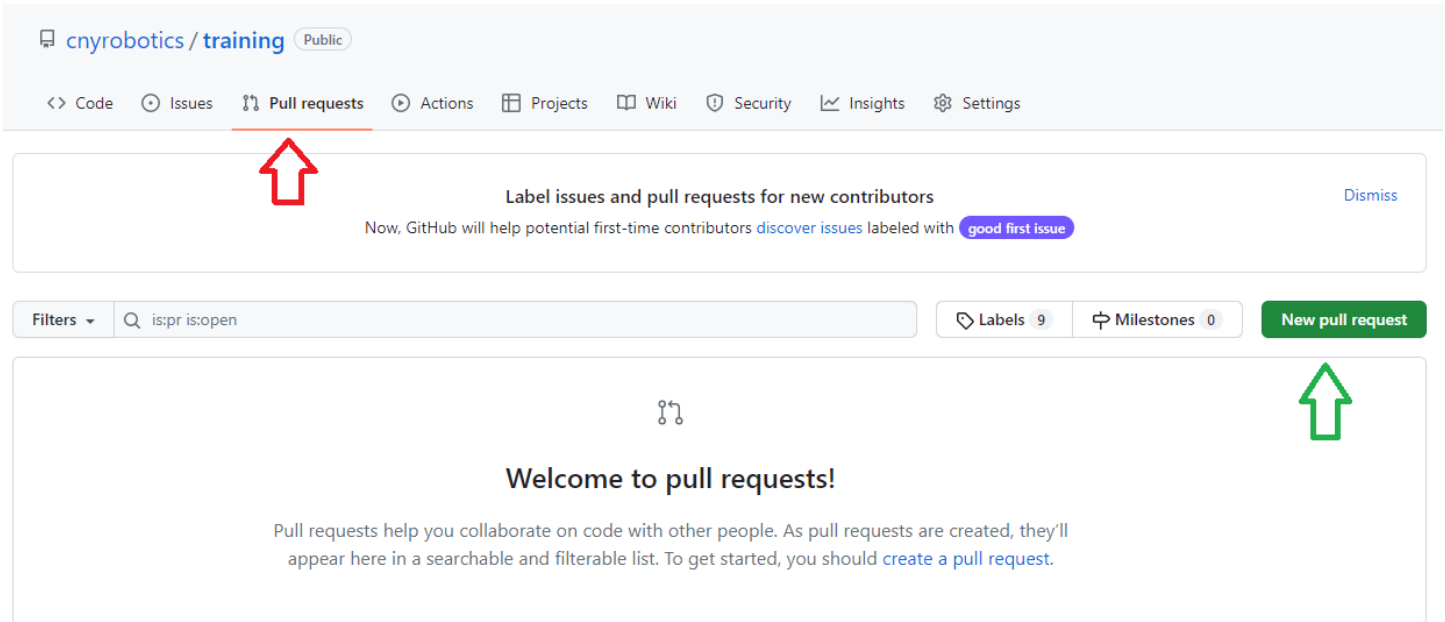 cnyrobotics / training Public
<> Code Issues Pull requests Actions Projects Wiki Security Insights Settings
Label issues and pull requests for new contributors
Dismiss
Now, GitHub will help potential first-time contributors discover issues labeled with good first issue
Filters is:pr is:open Labels 9 Milestones 0 New pull request
Welcome to pull requests!
Pull requests help you collaborate on code with other people. As pull requests are created, they’ll
appear here in a searchable and filterable list. To get started, you should create a pull request.